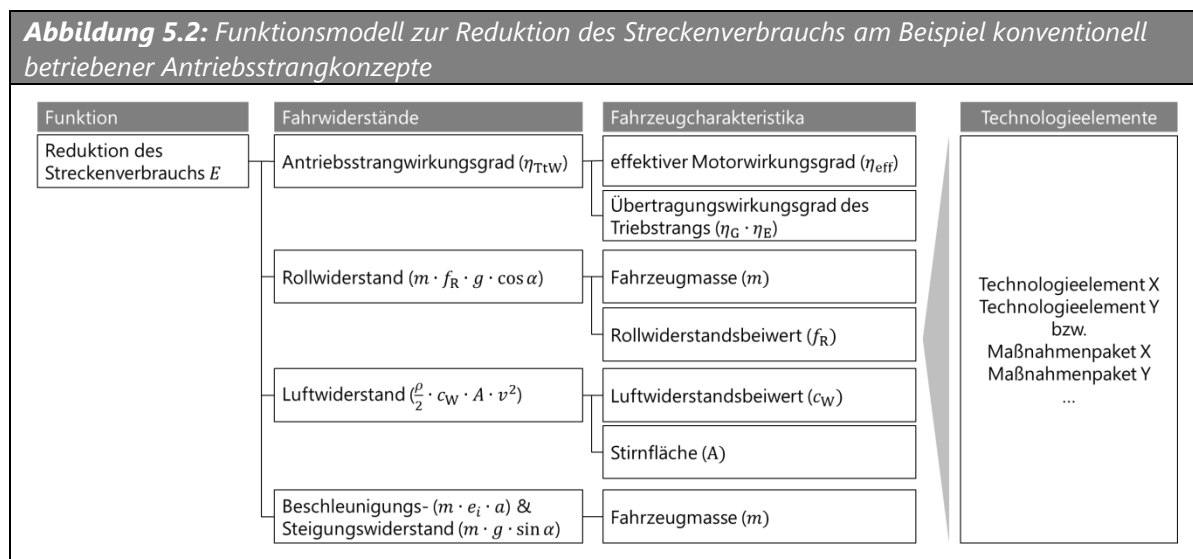 Abbildung 5.2: Funktionsmodell zur Reduktion des Streckenverbrauchs am Beispiel konventionell
betriebener Antriebsstrangkonzepte
Funktion
Fahrwiderstände
Fahrzeugcharakteristika
Technologieelemente
Reduktion des
Streckenverbrauchs E
Antriebsstrangwirkungsgrad (η_TtW)
effektiver Motorwirkungsgrad (η_eff)
Übertragungswirkungsgrad des
Triebstrangs (η_G · η_E)
Rollwiderstand (m · f_R · g · cos α)
Fahrzeugmasse (m)
Rollwiderstandsbeiwert (f_R)
Luftwiderstand (ρ/2 · c_W · A · v²)
Luftwiderstandsbeiwert (c_W)
Stirnfläche (A)
Beschleunigungs- (m · e_i · a) &
Steigungswiderstand (m · g · sin α)
Fahrzeugmasse (m)
Technologieelement X
Technologieelement Y
bzw.
Maßnahmenpaket X
Maßnahmenpaket Y
...